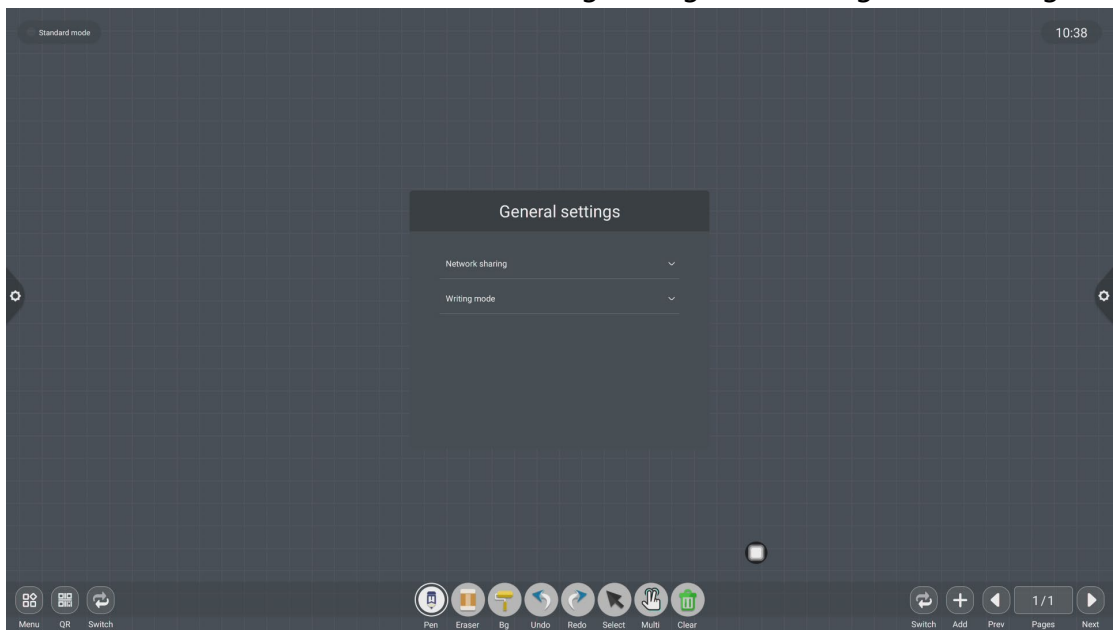 Standard mode
10:38
General settings
Network sharing
Writing mode
1/1
Menu QR Switch Pen Eraser Bg Undo Redo Select Multi Clear Switch Add Prev Pages Next